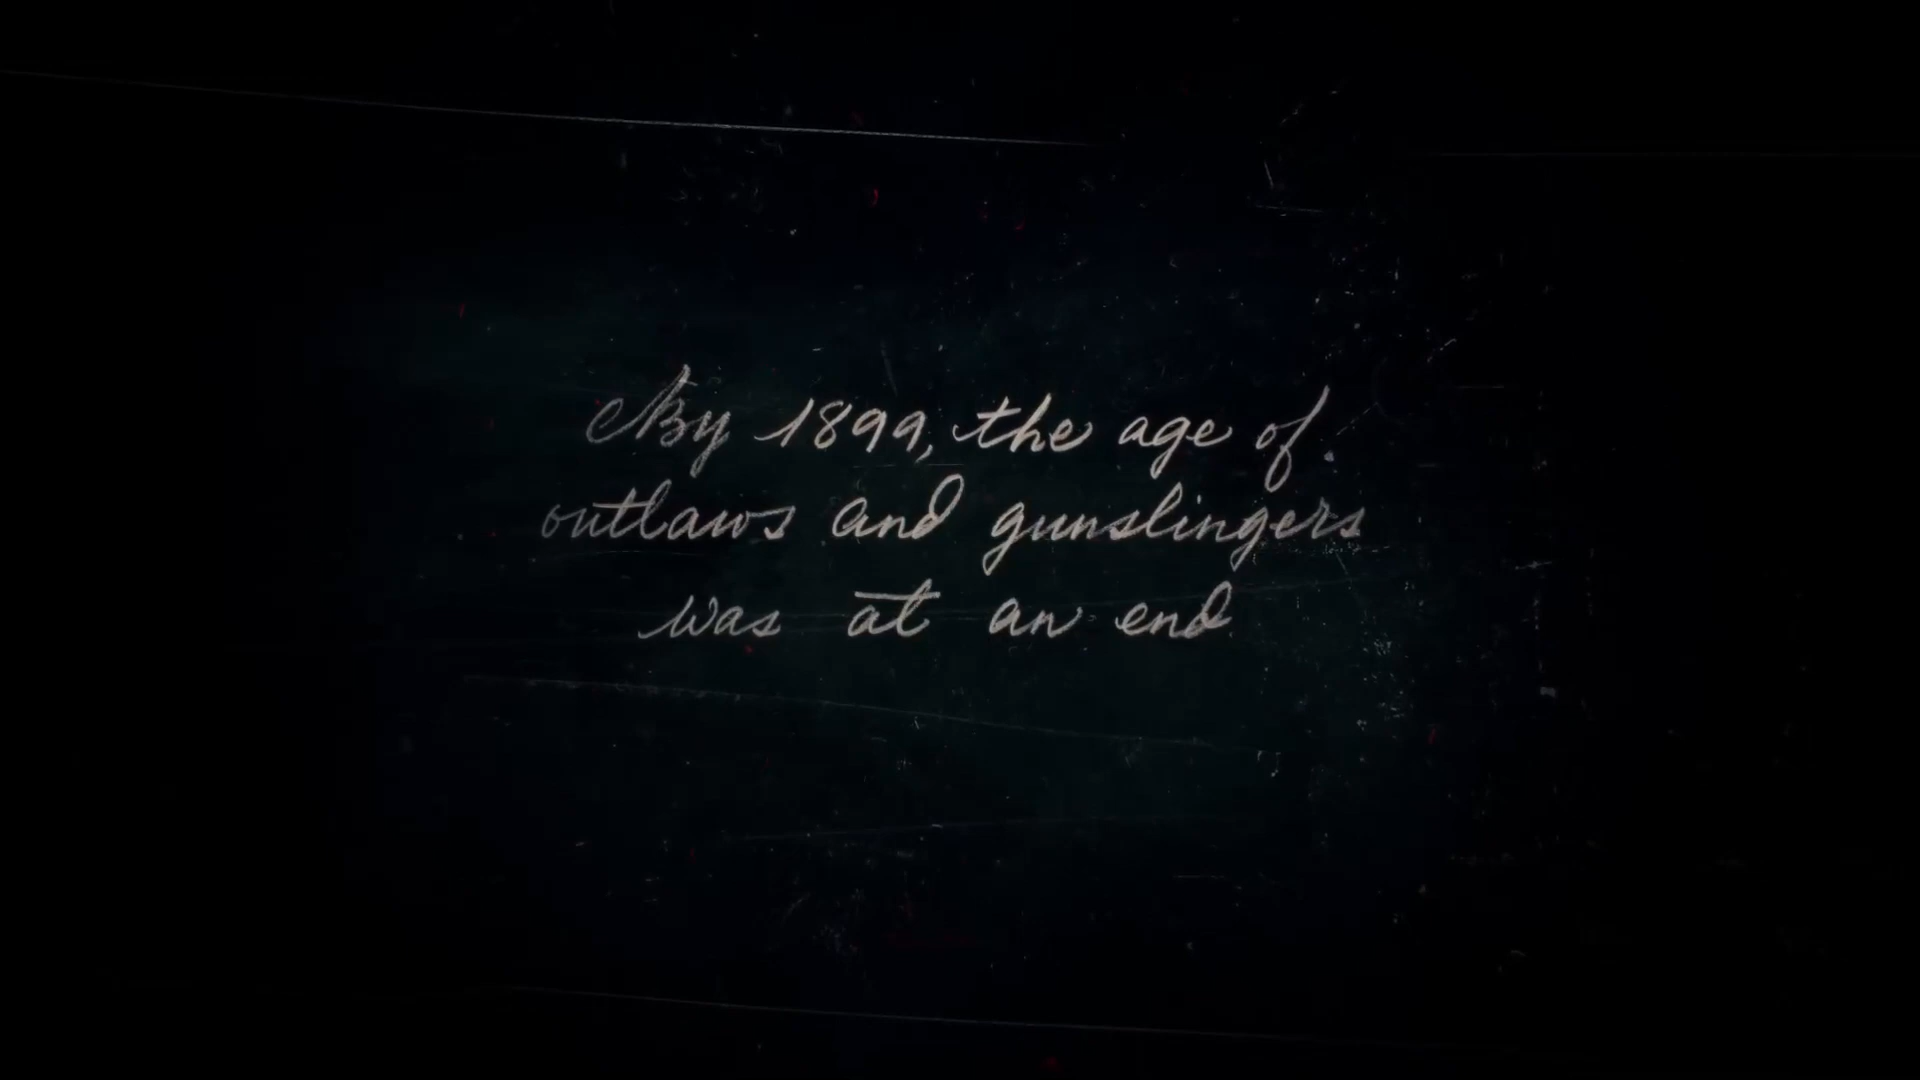 By 1899, the age of
outlaws and gunslingers
was at an end